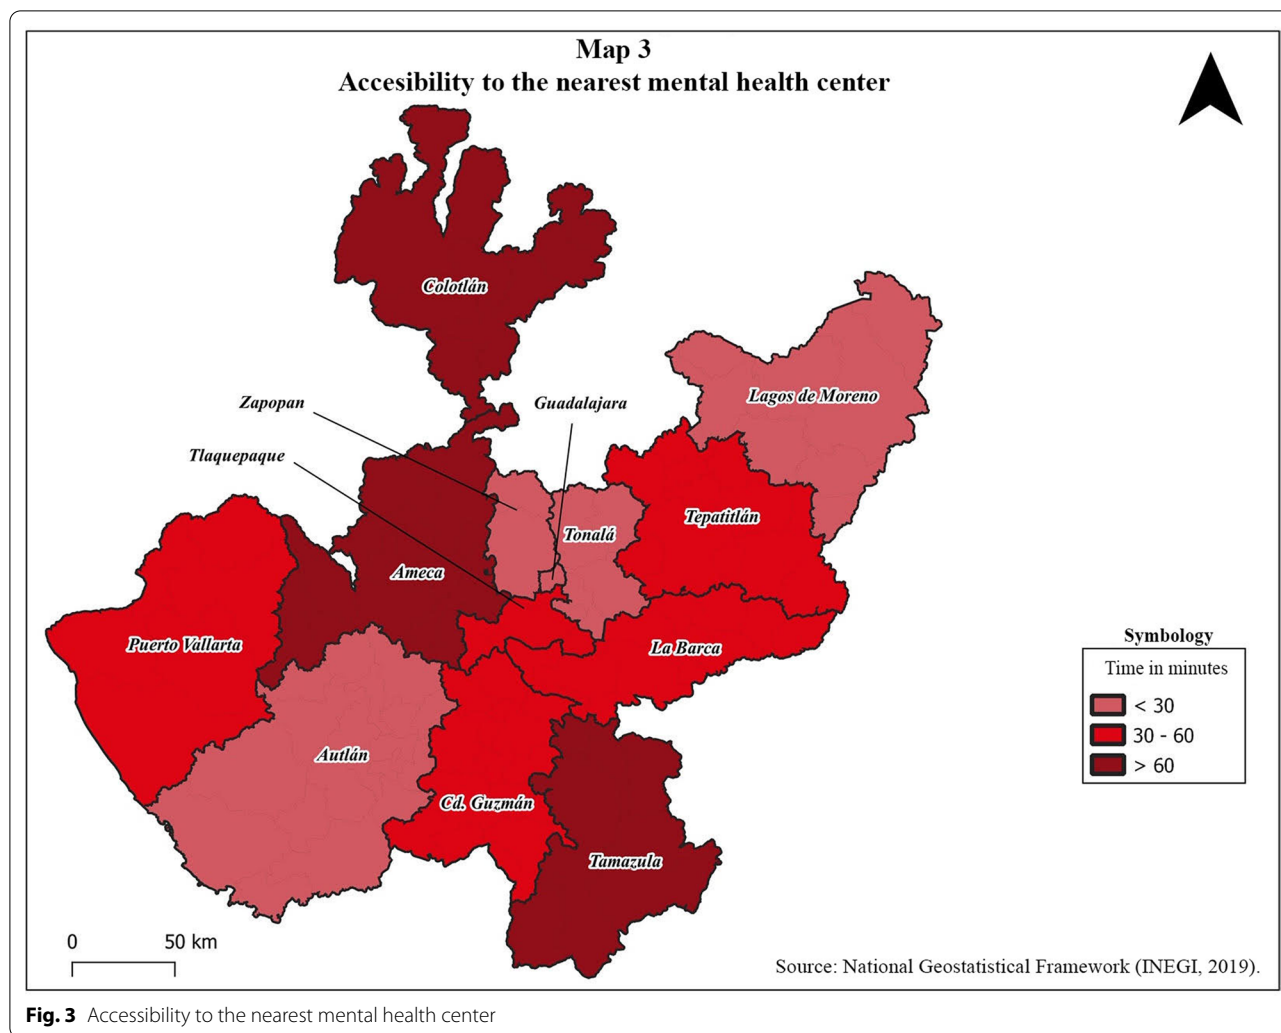 Map 3
Accesibility to the nearest mental health center
Colotlán
Lagos de Moreno
Zapopan
Guadalajara
Tlaquepaque
Tepatitlán
Tonalá
Ameca
Puerto Vallarta
La Barca
Autlán
Cd. Guzmán
Tamazula
Symbology
Time in minutes
< 30
30 - 60
> 60
0 50 km
Source: National Geostatistical Framework (INEGI, 2019).
Fig. 3 Accessibility to the nearest mental health center